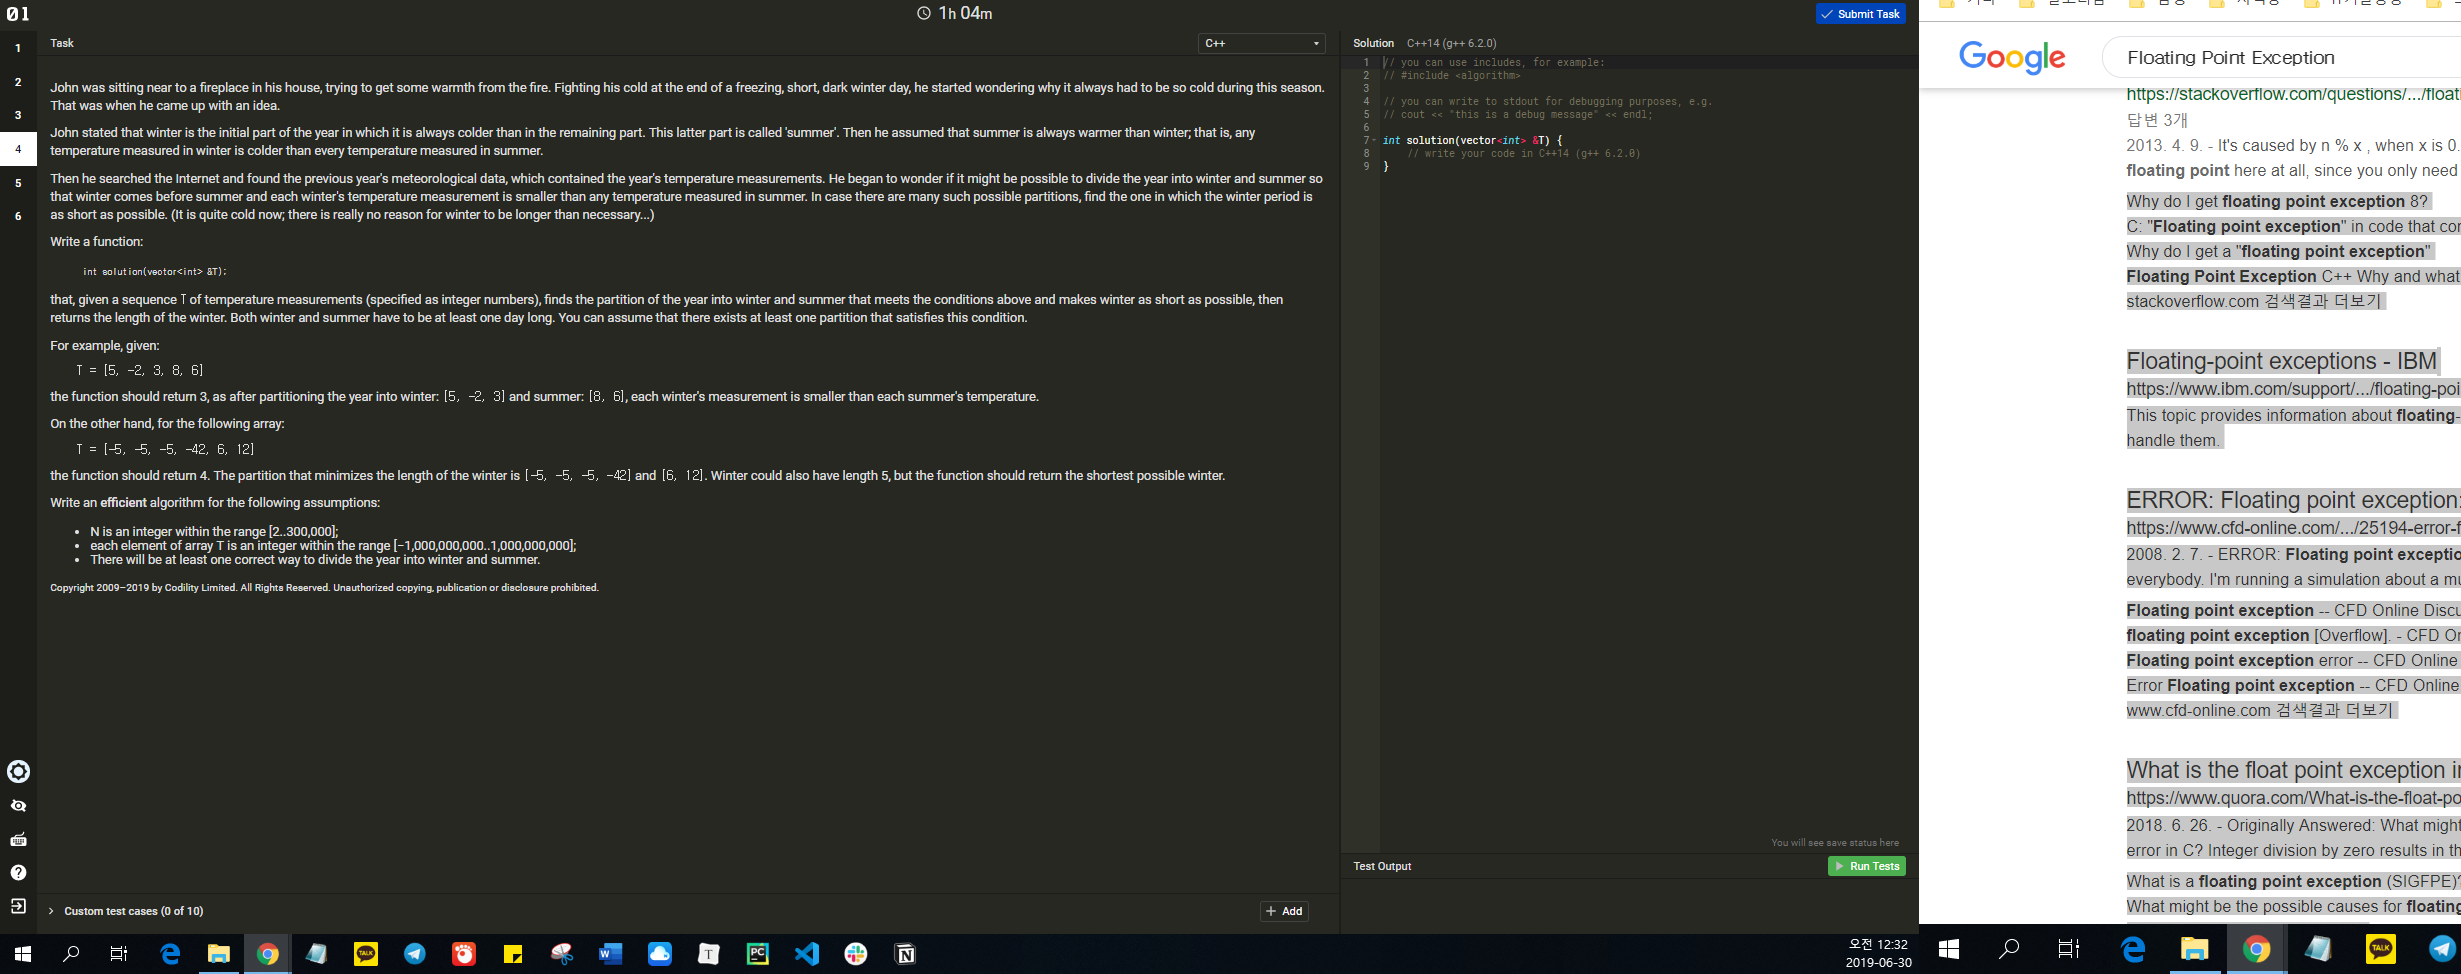 01
1h 04m
Submit Task
1
2
3
4
5
6
Task
C++
John was sitting near to a fireplace in his house, trying to get some warmth from the fire. Fighting his cold at the end of a freezing, short, dark winter day, he started wondering why it always had to be so cold during this season.
That was when he came up with an idea.
John stated that winter is the initial part of the year in which it is always colder than in the remaining part. This latter part is called 'summer'. Then he assumed that summer is always warmer than winter; that is, any
temperature measured in winter is colder than every temperature measured in summer.
Then he searched the Internet and found the previous year's meteorological data, which contained the year's temperature measurements. He began to wonder if it might be possible to divide the year into winter and summer so
that winter comes before summer and each winter's temperature measurement is smaller than any temperature measured in summer. In case there are many such possible partitions, find the one in which the winter period is
as short as possible. (It is quite cold now; there is really no reason for winter to be longer than necessary...)
Write a function:
int solution(vector<int> &T);
that, given a sequence T of temperature measurements (specified as integer numbers), finds the partition of the year into winter and summer that meets the conditions above and makes winter as short as possible, then
returns the length of the winter. Both winter and summer have to be at least one day long. You can assume that there exists at least one partition that satisfies this condition.
For example, given:
T = [5, -2, 3, 8, 6]
the function should return 3, as after partitioning the year into winter: [5, -2, 3] and summer: [8, 6], each winter's measurement is smaller than each summer's temperature.
On the other hand, for the following array:
T = [-5, -5, -5, -42, 6, 12]
the function should return 4. The partition that minimizes the length of the winter is [-5, -5, -5, -42] and [6, 12]. Winter could also have length 5, but the function should return the shortest possible winter.
Write an efficient algorithm for the following assumptions:
• N is an integer within the range [2..300,000];
• each element of array T is an integer within the range [−1,000,000,000..1,000,000,000];
• There will be at least one correct way to divide the year into winter and summer.
Copyright 2009–2019 by Codility Limited. All Rights Reserved. Unauthorized copying, publication or disclosure prohibited.
Custom test cases (0 of 10)
+ Add
Solution C++14 (g++ 6.2.0)
1 // you can use includes, for example:
2 // #include <algorithm>
3
4 // you can write to stdout for debugging purposes, e.g.
5 // cout << "this is a debug message" << endl;
6
7 int solution(vector<int> &T) {
8 // write your code in C++14 (g++ 6.2.0)
9 }
You will see save status here
Test Output
Run Tests
오전 12:32
2019-06-30
Google
Floating Point Exception
https://stackoverflow.com/questions/.../floati
답변 3개
2013. 4. 9. - It's caused by n % x , when x is 0.
floating point here at all, since you only need
Why do I get floating point exception 8?
C: "Floating point exception" in code that cor
Why do I get a "floating point exception"
Floating Point Exception C++ Why and what
stackoverflow.com 검색결과 더보기
Floating-point exceptions - IBM
https://www.ibm.com/support/.../floating-poi
This topic provides information about floating-
handle them.
ERROR: Floating point exception:
https://www.cfd-online.com/.../25194-error-f
2008. 2. 7. - ERROR: Floating point exceptio
everybody. I'm running a simulation about a mu
Floating point exception -- CFD Online Discu
floating point exception [Overflow]. - CFD Or
Floating point exception error -- CFD Online
Error Floating point exception -- CFD Online
www.cfd-online.com 검색결과 더보기
What is the float point exception i
https://www.quora.com/What-is-the-float-po
2018. 6. 26. - Originally Answered: What might
error in C? Integer division by zero results in th
What is a floating point exception (SIGFPE)?
What might be the possible causes for floating